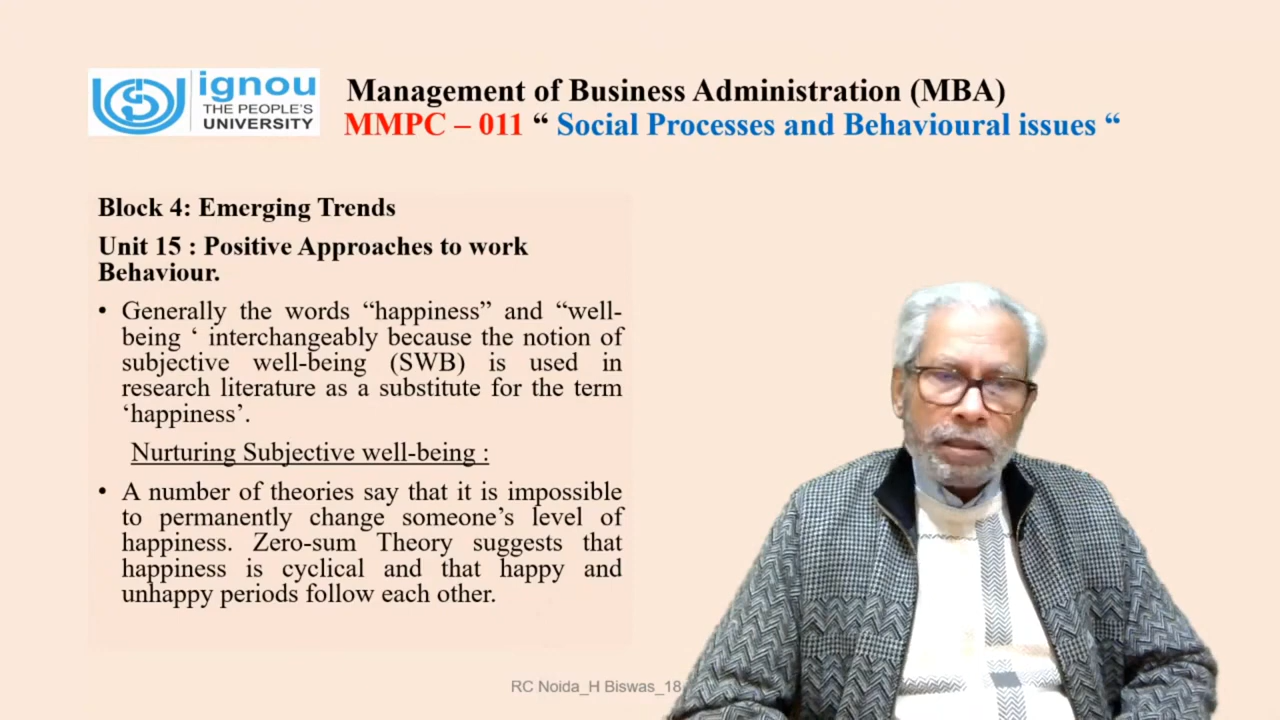 ignou
THE PEOPLE'S
UNIVERSITY
Management of Business Administration (MBA)
MMPC – 011 “ Social Processes and Behavioural issues “
Block 4: Emerging Trends
Unit 15 : Positive Approaches to work
Behaviour.
• Generally the words “happiness” and “well-
being ‘ interchangeably because the notion of
subjective well-being (SWB) is used in
research literature as a substitute for the term
‘happiness’.
Nurturing Subjective well-being :
• A number of theories say that it is impossible
to permanently change someone’s level of
happiness. Zero-sum Theory suggests that
happiness is cyclical and that happy and
unhappy periods follow each other.
RC Noida_H Biswas_18